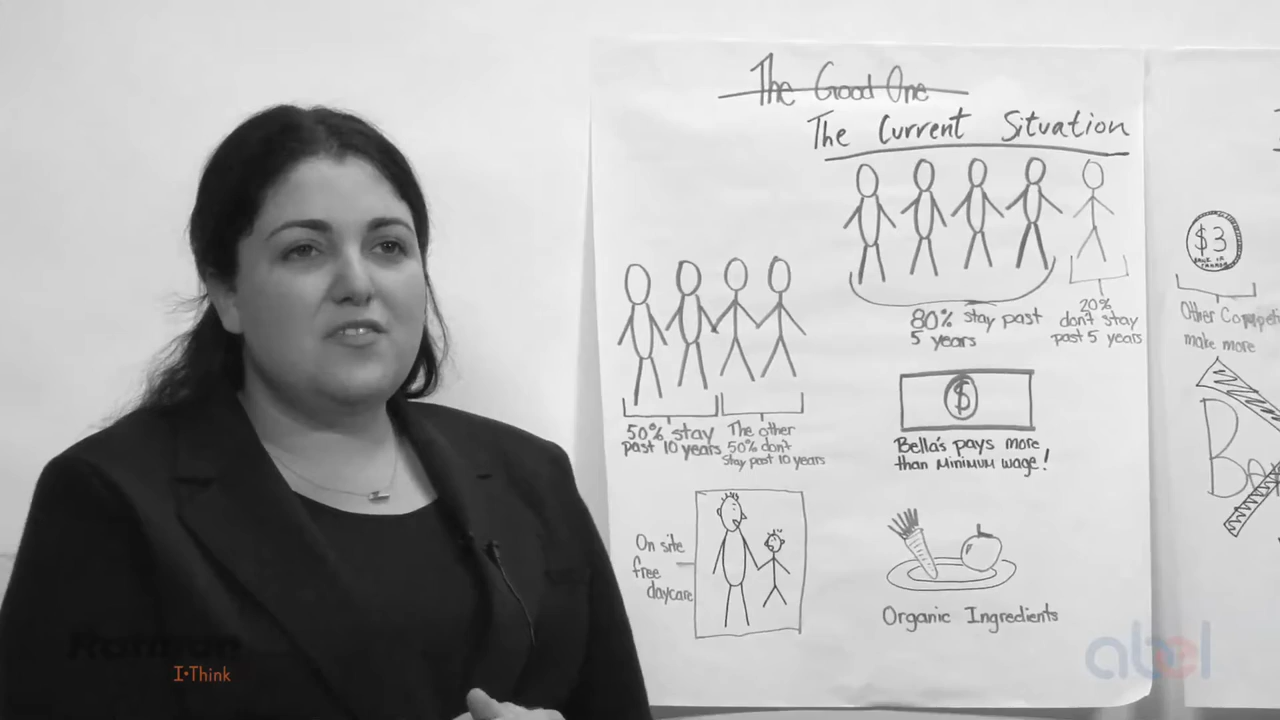 The Good One
The Current Situation
80% stay past
5 years
20%
don't stay
past 5 years
50% stay
past 10 years
The other
50% don't
stay past 10 years
Bella's pays more
than MINIMUM wage!
On site
free
daycare
Organic Ingredients
$3
Other
make more
Rotman
I•Think
abel